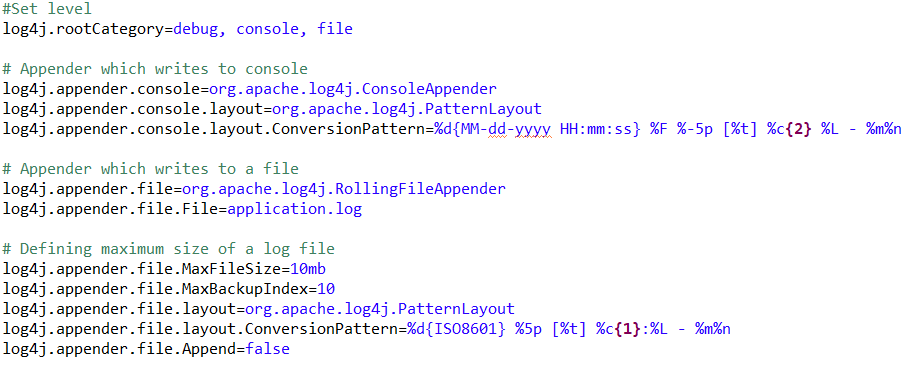 #Set level
log4j.rootCategory=debug, console, file
# Appender which writes to console
log4j.appender.console=org.apache.log4j.ConsoleAppender
log4j.appender.console.layout=org.apache.log4j.PatternLayout
log4j.appender.console.layout.ConversionPattern=%d{MM-dd-yyyy HH:mm:ss} %F %-5p [%t] %c{2} %L - %m%n
# Appender which writes to a file
log4j.appender.file=org.apache.log4j.RollingFileAppender
log4j.appender.file.File=application.log
# Defining maximum size of a log file
log4j.appender.file.MaxFileSize=10mb
log4j.appender.file.MaxBackupIndex=10
log4j.appender.file.layout=org.apache.log4j.PatternLayout
log4j.appender.file.layout.ConversionPattern=%d{ISO8601} %5p [%t] %c{1}:%L - %m%n
log4j.appender.file.Append=false